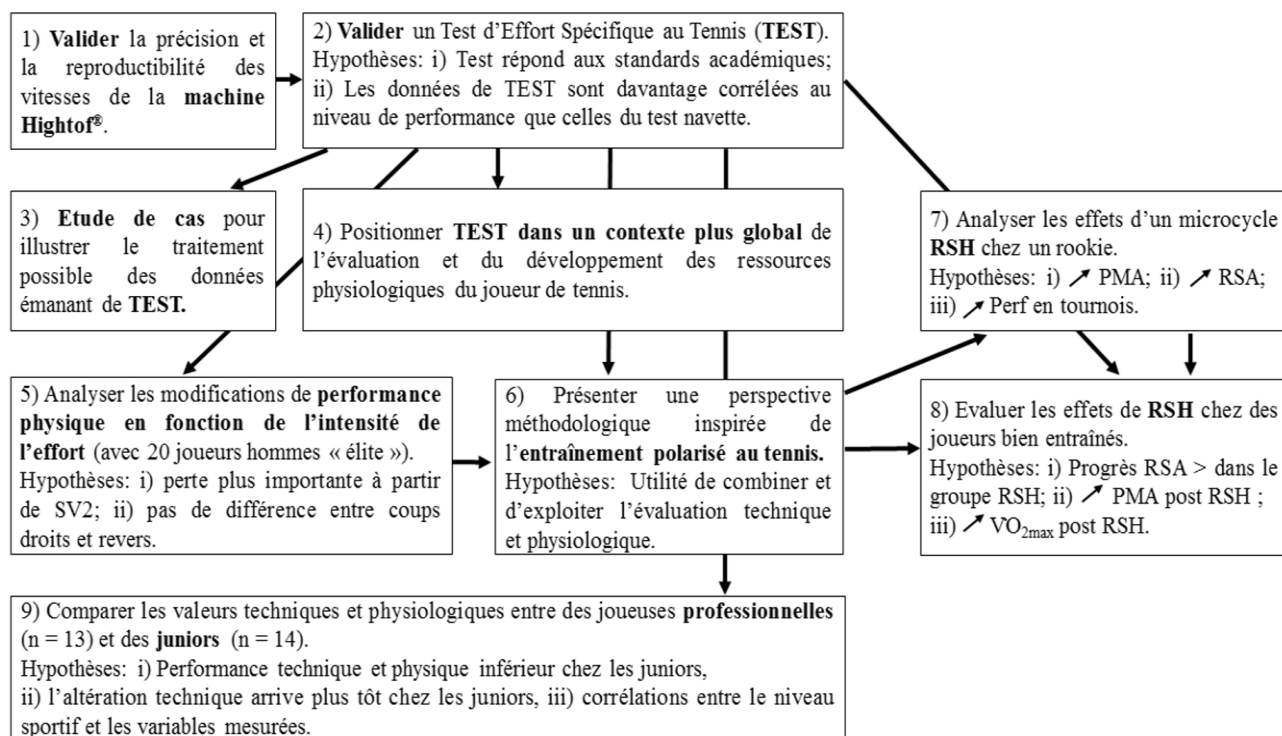 1) Valider la précision et
la reproductibilité des
vitesses de la machine
Hightof®.
2) Valider un Test d'Effort Spécifique au Tennis (TEST).
Hypothèses: i) Test répond aux standards académiques;
ii) Les données de TEST sont davantage corrélées au
niveau de performance que celles du test navette.
3) Etude de cas pour
illustrer le traitement
possible des données
émanant de TEST.
4) Positionner TEST dans un contexte plus global de
l'évaluation et du développement des ressources
physiologiques du joueur de tennis.
5) Analyser les modifications de performance
physique en fonction de l'intensité de
l'effort (avec 20 joueurs hommes « élite »).
Hypothèses: i) perte plus importante à partir
de SV2; ii) pas de différence entre coups
droits et revers.
6) Présenter une perspective
méthodologique inspirée de
l'entraînement polarisé au tennis.
Hypothèses: Utilité de combiner et
d'exploiter l'évaluation technique
et physiologique.
7) Analyser les effets d'un microcycle
RSH chez un rookie.
Hypothèses: i) ↗ PMA; ii) ↗ RSA;
iii) ↗ Perf en tournois.
8) Evaluer les effets de RSH chez des
joueurs bien entraînés.
Hypothèses: i) Progrès RSA > dans le
groupe RSH; ii) ↗ PMA post RSH ;
iii) ↗ V̇O2max post RSH.
9) Comparer les valeurs techniques et physiologiques entre des joueuses professionnelles
(n = 13) et des juniors (n = 14).
Hypothèses: i) Performance technique et physique inférieur chez les juniors,
ii) l'altération technique arrive plus tôt chez les juniors, iii) corrélations entre le niveau
sportif et les variables mesurées.